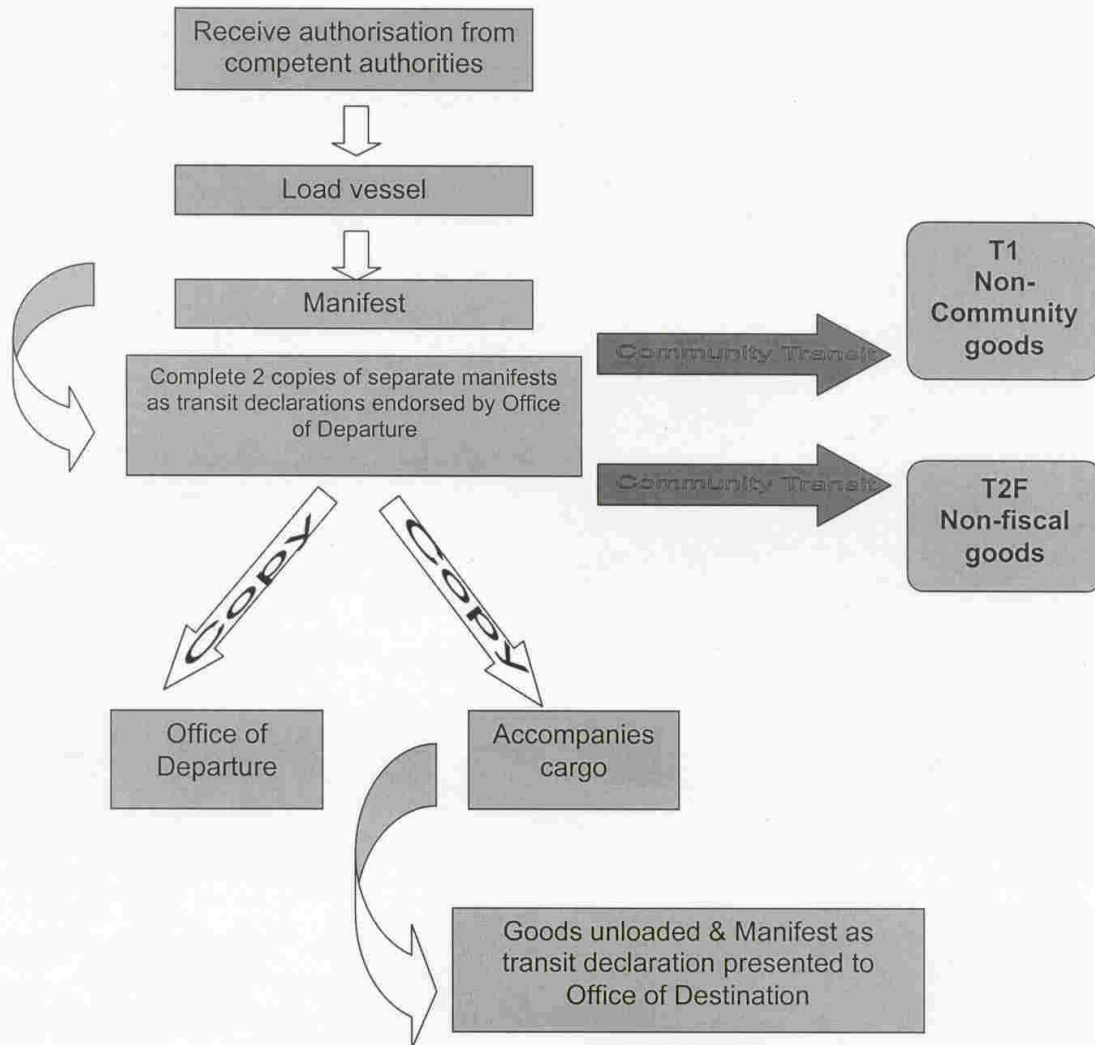 Receive authorisation from
competent authorities
Load vessel
Manifest
Complete 2 copies of separate manifests
as transit declarations endorsed by Office
of Departure
Community Transit
T1
Non-
Community
goods
Community Transit
T2F
Non-fiscal
goods
Copy
Copy
Office of
Departure
Accompanies
cargo
Goods unloaded & Manifest as
transit declaration presented to
Office of Destination